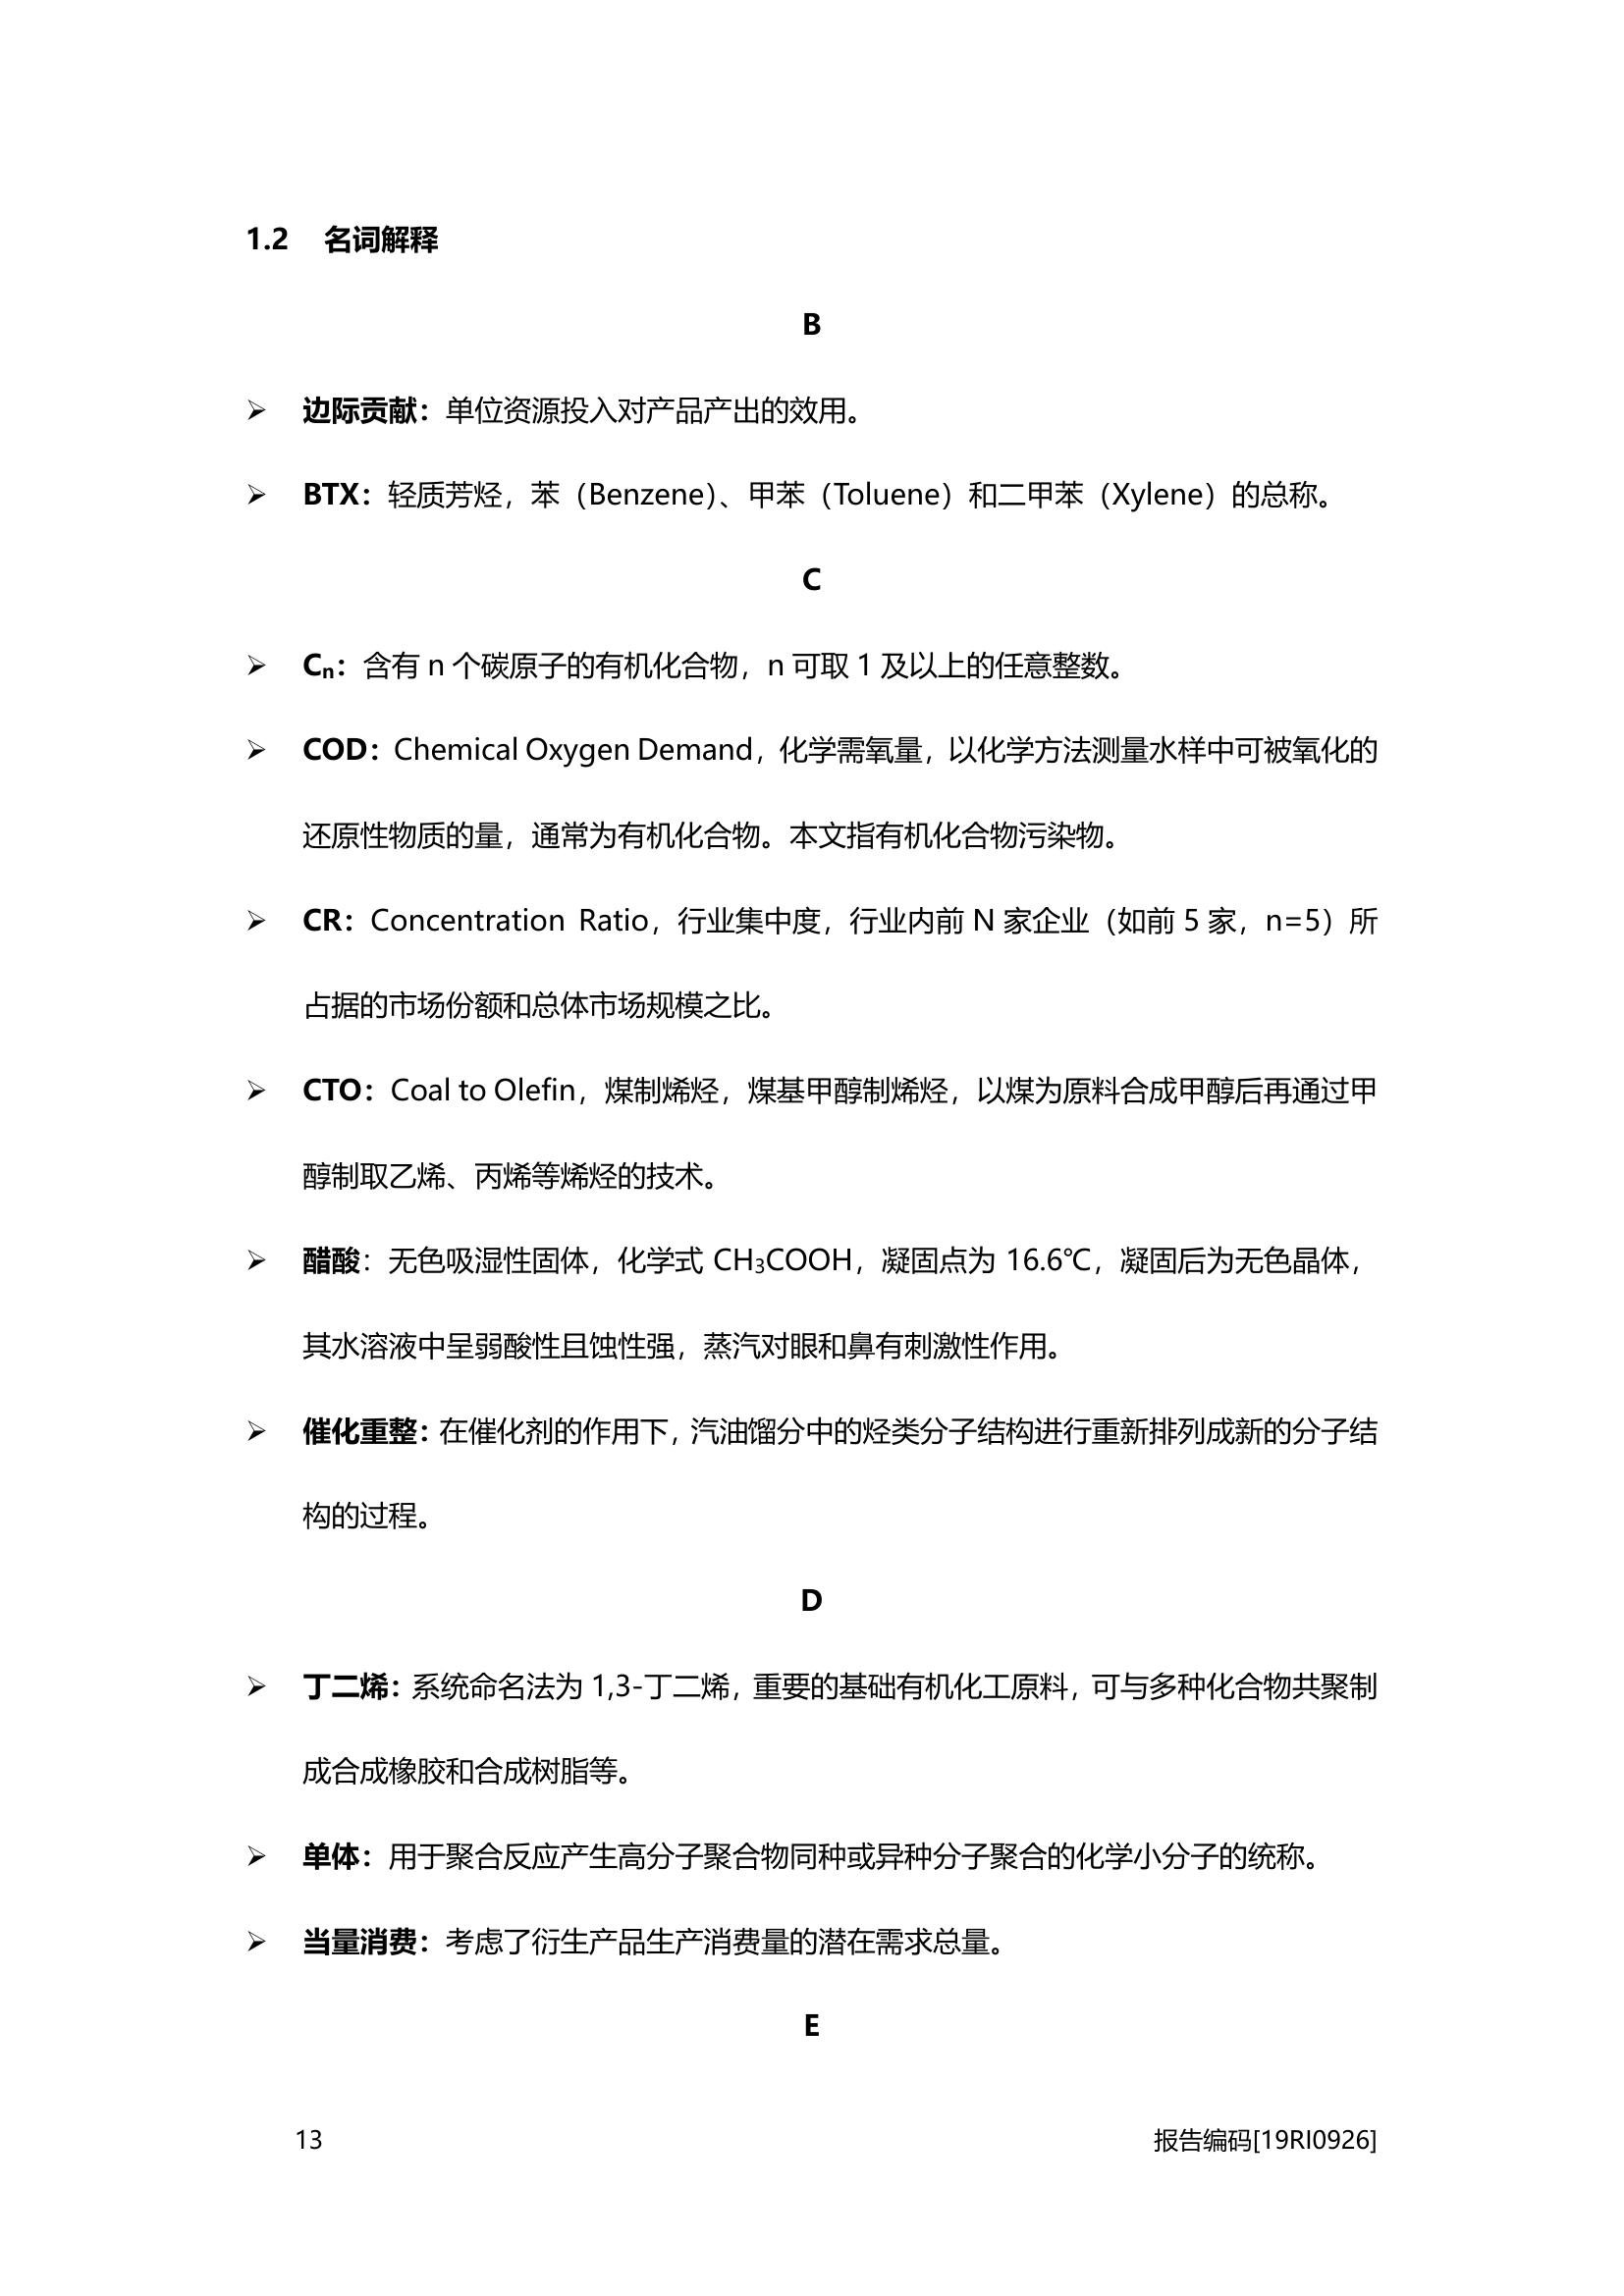 1.2 名词解释
B
➢ 边际贡献：单位资源投入对产品产出的效用。
➢ BTX：轻质芳烃，苯（Benzene）、甲苯（Toluene）和二甲苯（Xylene）的总称。
C
➢ Cₙ：含有 n 个碳原子的有机化合物，n 可取 1 及以上的任意整数。
➢ COD：Chemical Oxygen Demand，化学需氧量，以化学方法测量水样中可被氧化的
还原性物质的量，通常为有机化合物。本文指有机化合物污染物。
➢ CR：Concentration Ratio，行业集中度，行业内前 N 家企业（如前 5 家，n=5）所
占据的市场份额和总体市场规模之比。
➢ CTO：Coal to Olefin，煤制烯烃，煤基甲醇制烯烃，以煤为原料合成甲醇后再通过甲
醇制取乙烯、丙烯等烯烃的技术。
➢ 醋酸：无色吸湿性固体，化学式 CH₃COOH，凝固点为 16.6℃，凝固后为无色晶体，
其水溶液中呈弱酸性且蚀性强，蒸汽对眼和鼻有刺激性作用。
➢ 催化重整：在催化剂的作用下，汽油馏分中的烃类分子结构进行重新排列成新的分子结
构的过程。
D
➢ 丁二烯：系统命名法为 1,3-丁二烯，重要的基础有机化工原料，可与多种化合物共聚制
成合成橡胶和合成树脂等。
➢ 单体：用于聚合反应产生高分子聚合物同种或异种分子聚合的化学小分子的统称。
➢ 当量消费：考虑了衍生产品生产消费量的潜在需求总量。
E
13 报告编码[19RI0926]